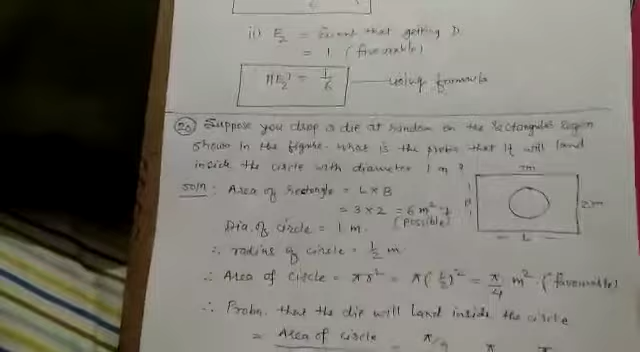 ii) E₂ = Event that getting D
= 1 (favourable)
P(E₂) = 1/6 — using formula
20 Suppose you drop a die at random on the rectangular region
shown in the figure. what is the proba that it will land
inside the circle with diameter 1 m?
3m
Soln: Area of rectangle = L × B
B
2m
= 3 × 2 = 6 m²
(possible)
Dia. of circle = 1 m.
L
∴ radius of circle = 1/2 m
∴ Area of circle = πr² = π(1/2)² = π/4 m². (favourable)
∴ Proba. that the die will Land inside the circle
= Area of circle = π/4 π π